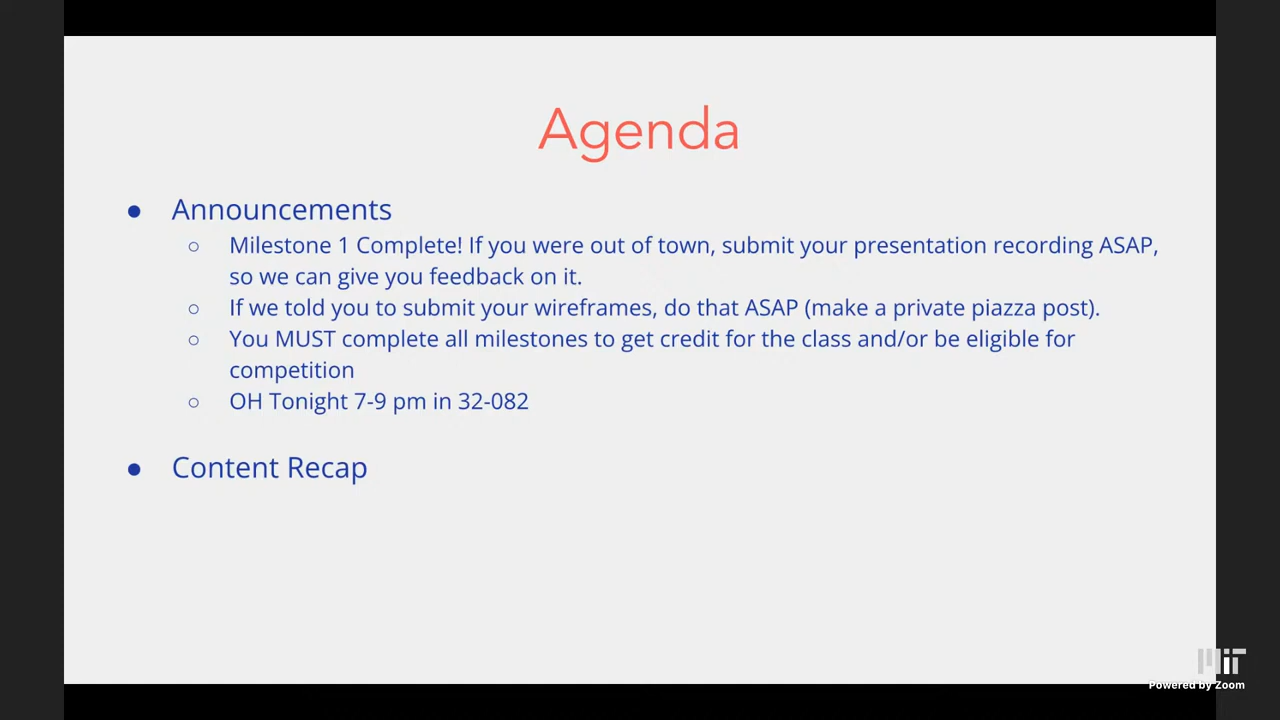 Agenda
● Announcements
○ Milestone 1 Complete! If you were out of town, submit your presentation recording ASAP,
so we can give you feedback on it.
○ If we told you to submit your wireframes, do that ASAP (make a private piazza post).
○ You MUST complete all milestones to get credit for the class and/or be eligible for
competition
○ OH Tonight 7-9 pm in 32-082
● Content Recap
MIT
Powered by Zoom